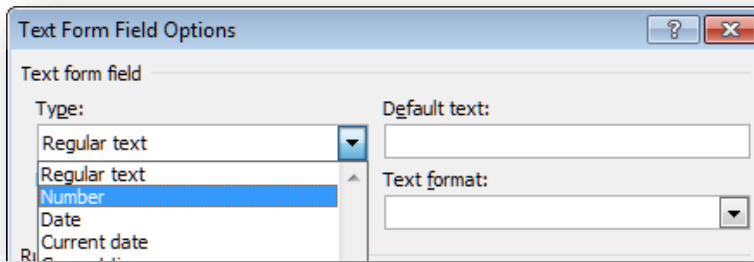 Text Form Field Options
Text form field
Type:
Default text:
Regular text
Regular text
Text format:
Number
Date
Current date